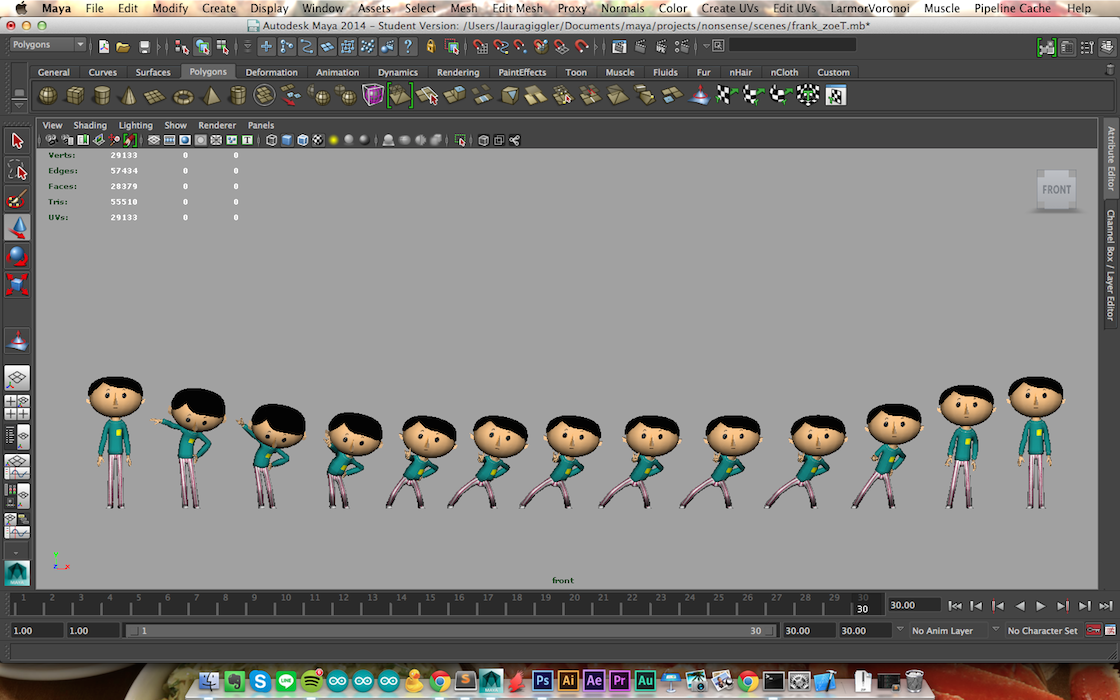 Maya File Edit Modify Create Display Window Assets Select Mesh Edit Mesh Proxy Normals Color Create UVs Edit UVs LarmorVoronoi Muscle Pipeline Cache Help
Autodesk Maya 2014 - Student Version: /Users/lauragiggler/Documents/maya/projects/nonsense/scenes/frank_zoeT.mb*
Polygons
General Curves Surfaces Polygons Deformation Animation Dynamics Rendering PaintEffects Toon Muscle Fluids Fur nHair nCloth Custom
View Shading Lighting Show Renderer Panels
Verts: 29133 0 0
Edges: 57434 0 0
Faces: 28379 0 0
Tris: 55510 0 0
UVs: 29133 0 0
FRONT
Attribute Editor
Channel Box / Layer Editor
front
1 2 3 4 5 6 7 8 9 10 11 12 13 14 15 16 17 18 19 20 21 22 23 24 25 26 27 28 29 30
30 30.00
1.00 1.00 1 30 30.00 30.00 No Anim Layer No Character Set
LINE Ps Ai Ae Pr Au